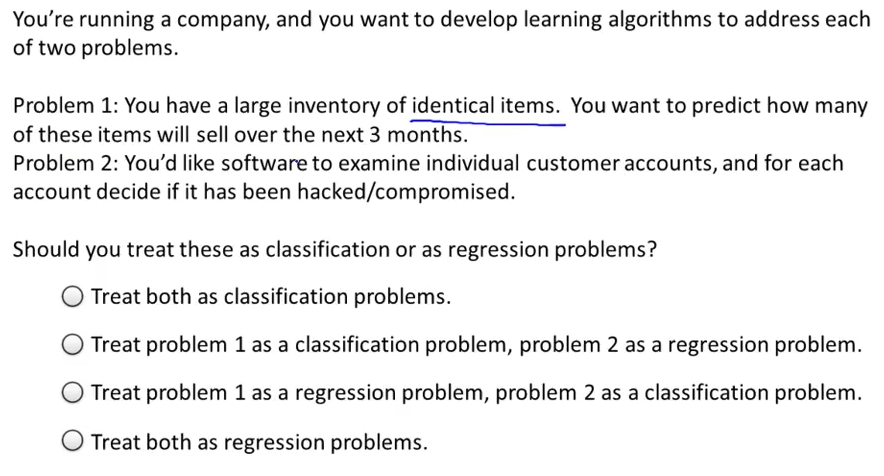 You're running a company, and you want to develop learning algorithms to address each
of two problems.
Problem 1: You have a large inventory of identical items. You want to predict how many
of these items will sell over the next 3 months.
Problem 2: You'd like software to examine individual customer accounts, and for each
account decide if it has been hacked/compromised.
Should you treat these as classification or as regression problems?
Treat both as classification problems.
Treat problem 1 as a classification problem, problem 2 as a regression problem.
Treat problem 1 as a regression problem, problem 2 as a classification problem.
Treat both as regression problems.